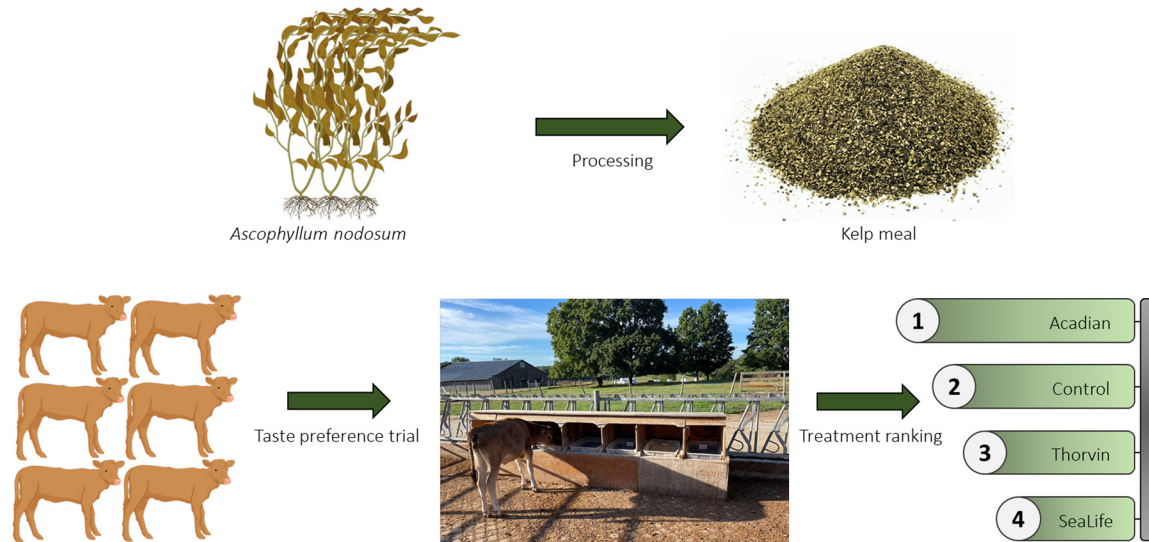 Processing
Ascophyllum nodosum
Kelp meal
1 Acadian
2 Control
Taste preference trial
Treatment ranking
3 Thorvin
4 SeaLife